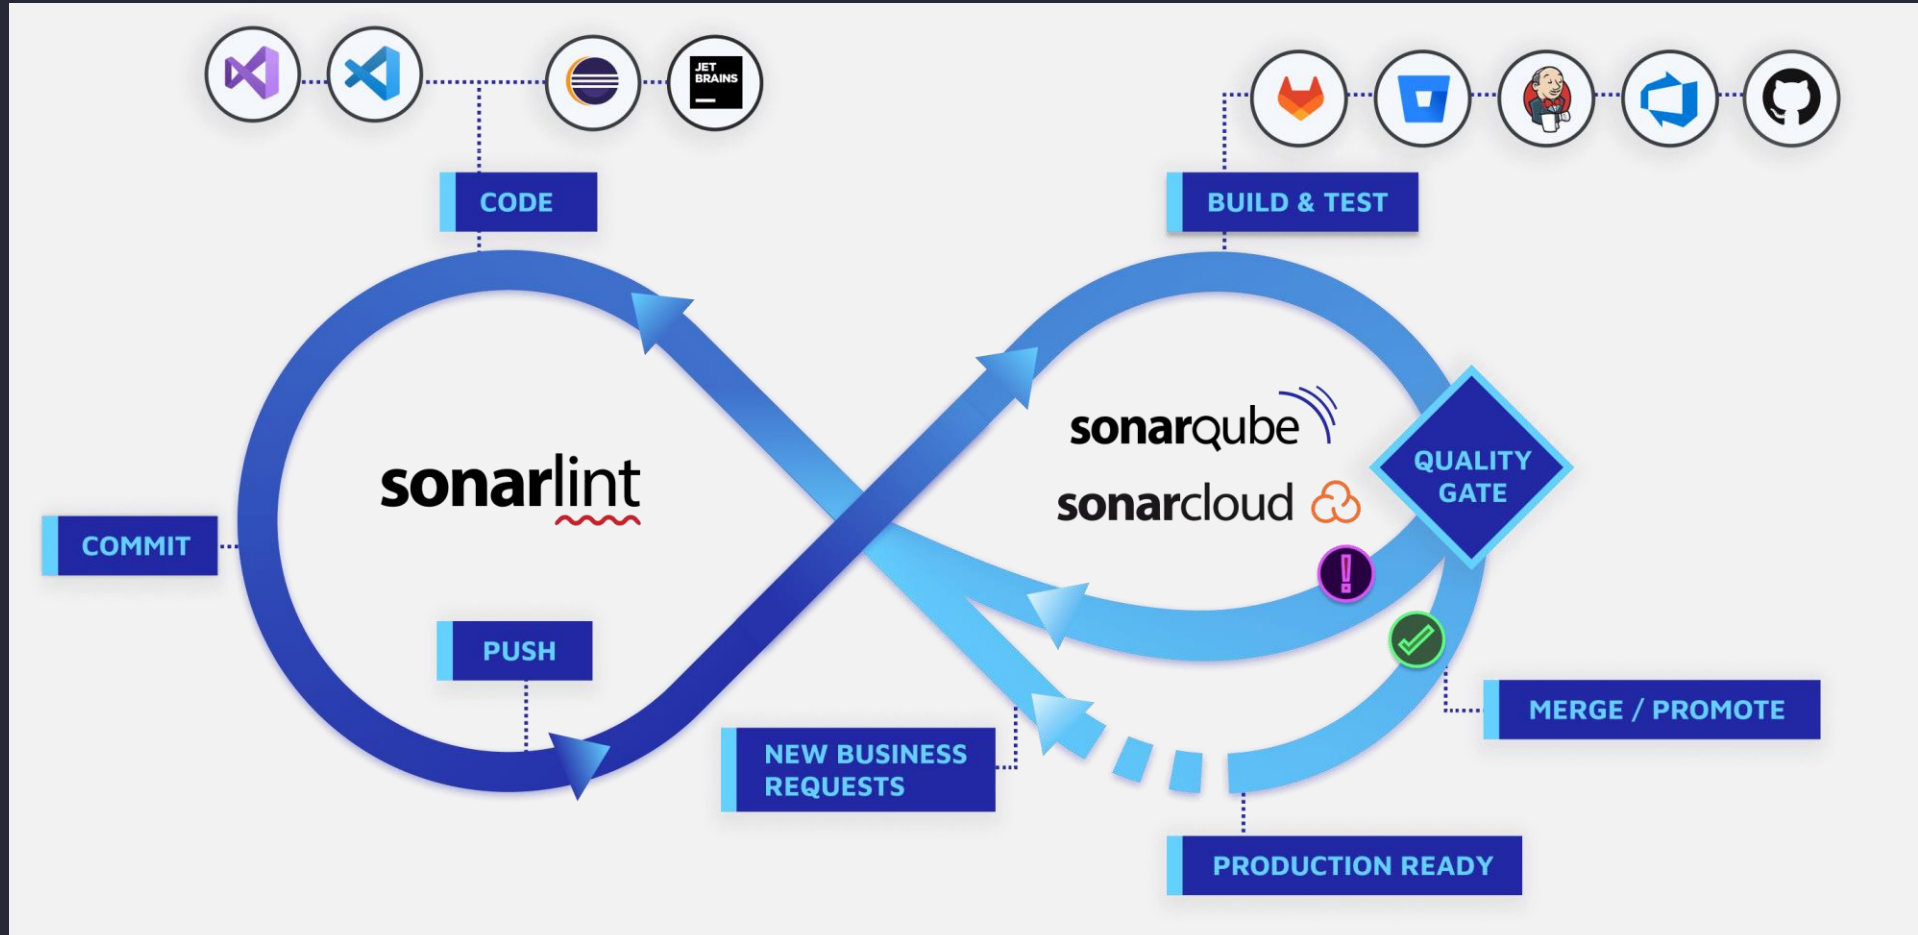 JET
BRAINS
CODE
BUILD & TEST
sonarlint
sonarqube
sonarcloud
QUALITY
GATE
COMMIT
PUSH
NEW BUSINESS
REQUESTS
MERGE / PROMOTE
PRODUCTION READY